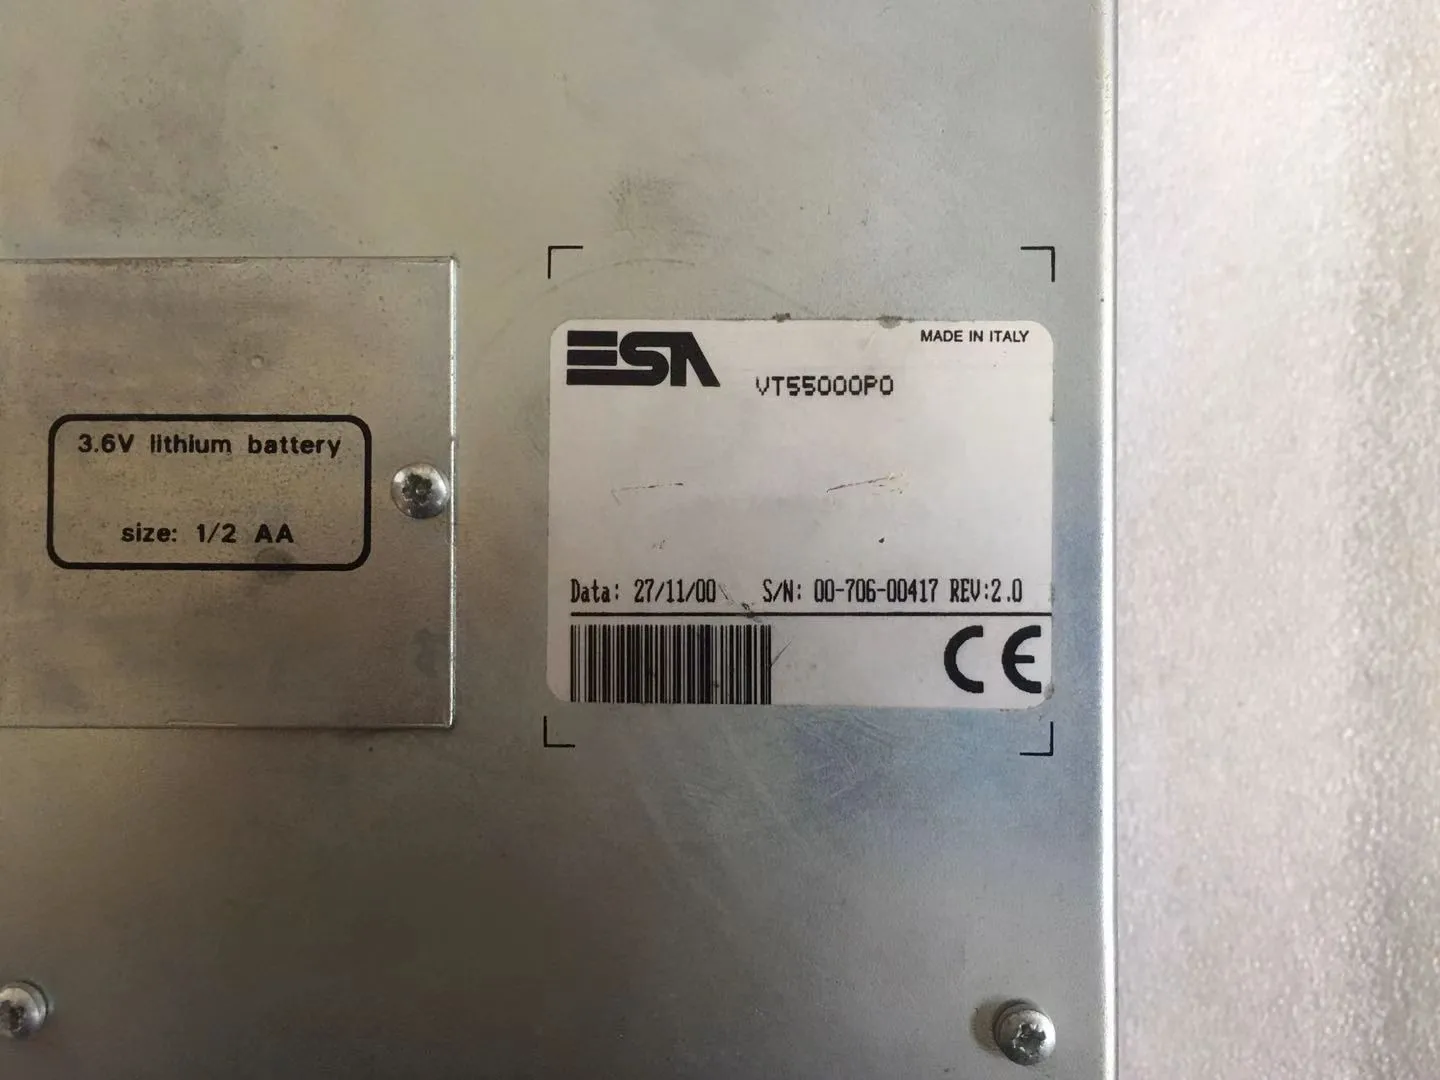 3.6V lithium battery
size: 1/2 AA
ESA
MADE IN ITALY
VT55000P0
Data: 27/11/00 S/N: 00-706-00417 REV:2.0
CE